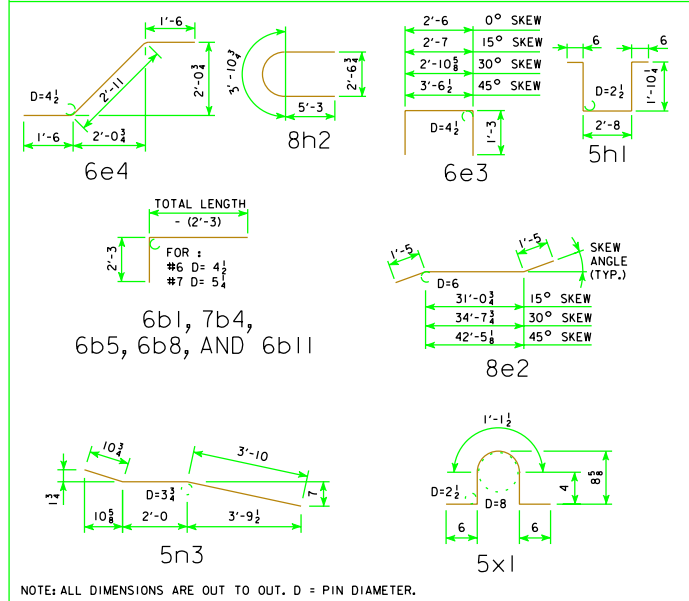 1'-6
D=4½
2'-11
2'-0¾
1'-6
2'-0¾
6e4
3'-10¾
2'-6¾
5'-3
8h2
2'-6 0° SKEW
2'-7 15° SKEW
2'-10⅝ 30° SKEW
3'-6½ 45° SKEW
D=4½
1'-3
6e3
6
6
D=2½
1'-10¼
2'-8
5h1
TOTAL LENGTH
- (2'-3)
2'-3
FOR :
#6 D= 4½
#7 D= 5¼
6b1, 7b4,
6b5, 6b8, AND 6b11
1'-5
1'-5
SKEW
ANGLE
(TYP.)
D=6
31'-0¾ 15° SKEW
34'-7¾ 30° SKEW
42'-5⅛ 45° SKEW
8e2
10¾
3'-10
1¾
D=3¾
7
10⅝
2'-0
3'-9½
5n3
1'-1½
D=2½
D=8
4
8⅝
6
6
5x1
NOTE: ALL DIMENSIONS ARE OUT TO OUT. D = PIN DIAMETER.